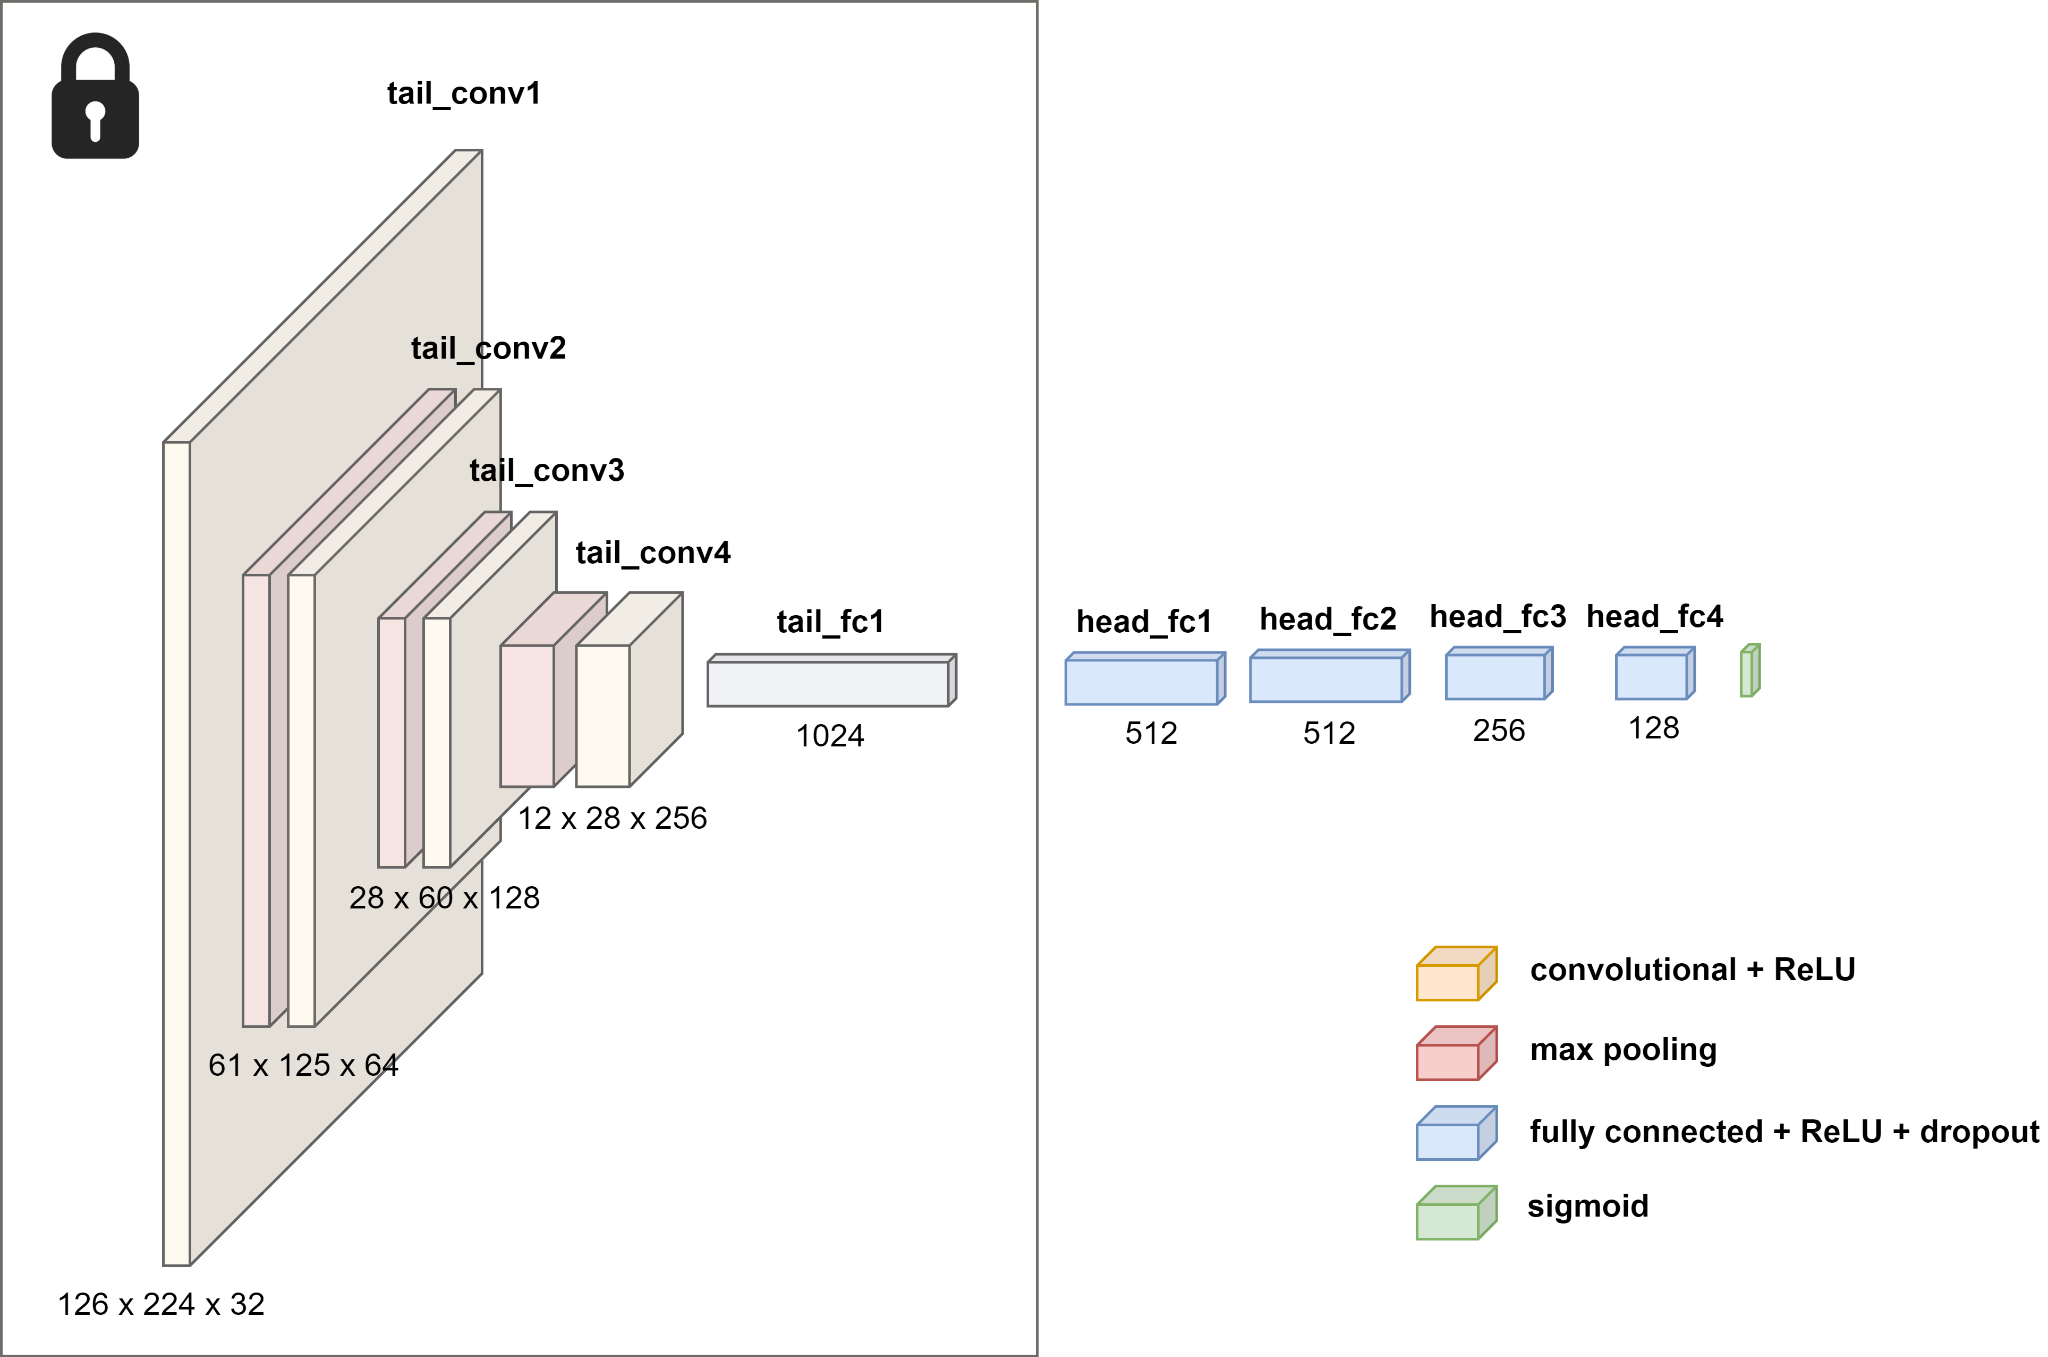 tail_conv1
tail_conv2
tail_conv3
tail_conv4
tail_fc1
head_fc1
head_fc2
head_fc3
head_fc4
1024
512
512
256
128
12 x 28 x 256
28 x 60 x 128
61 x 125 x 64
126 x 224 x 32
convolutional + ReLU
max pooling
fully connected + ReLU + dropout
sigmoid